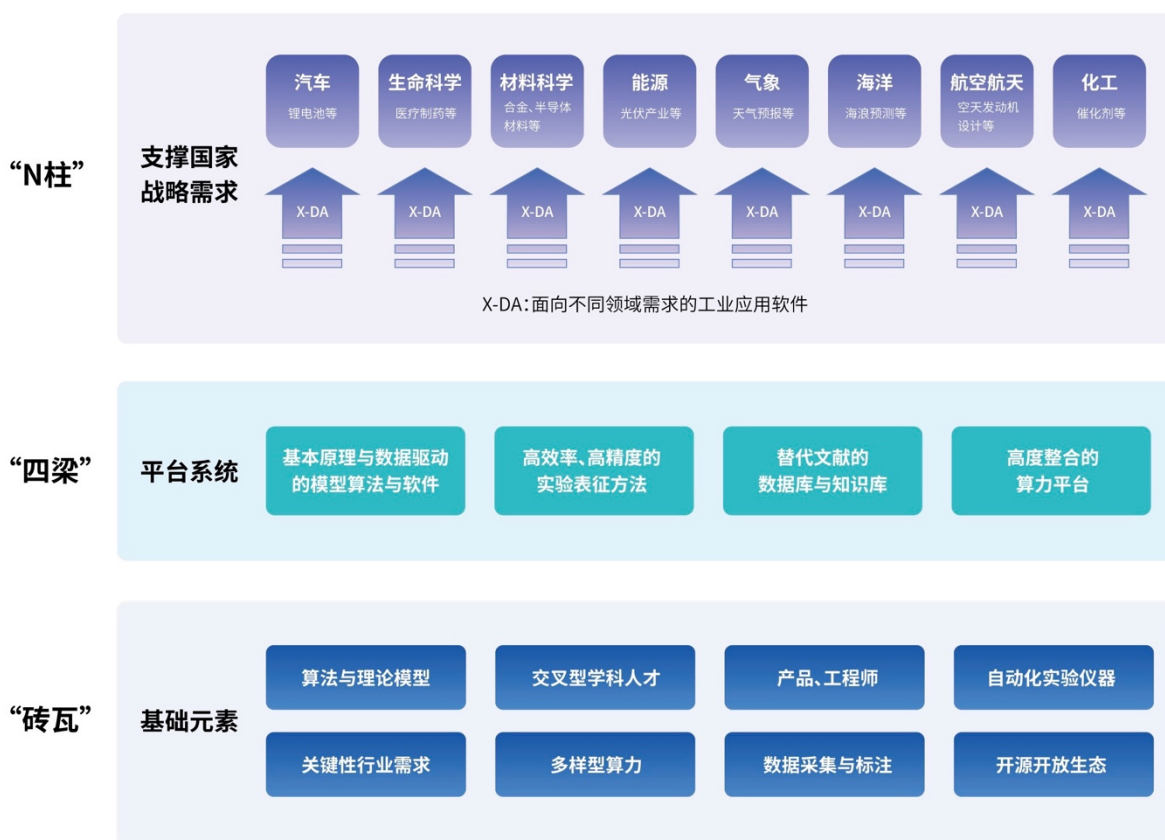 “N柱”
支撑国家
战略需求
汽车
锂电池等
生命科学
医疗制药等
材料科学
合金、半导体
材料等
能源
光伏产业等
气象
天气预报等
海洋
海浪预测等
航空航天
空天发动机
设计等
化工
催化剂等
X-DA
X-DA
X-DA
X-DA
X-DA
X-DA
X-DA
X-DA
X-DA：面向不同领域需求的工业应用软件
“四梁”
平台系统
基本原理与数据驱动
的模型算法与软件
高效率、高精度的
实验表征方法
替代文献的
数据库与知识库
高度整合的
算力平台
“砖瓦”
基础元素
算法与理论模型
交叉型学科人才
产品、工程师
自动化实验仪器
关键性行业需求
多样型算力
数据采集与标注
开源开放生态